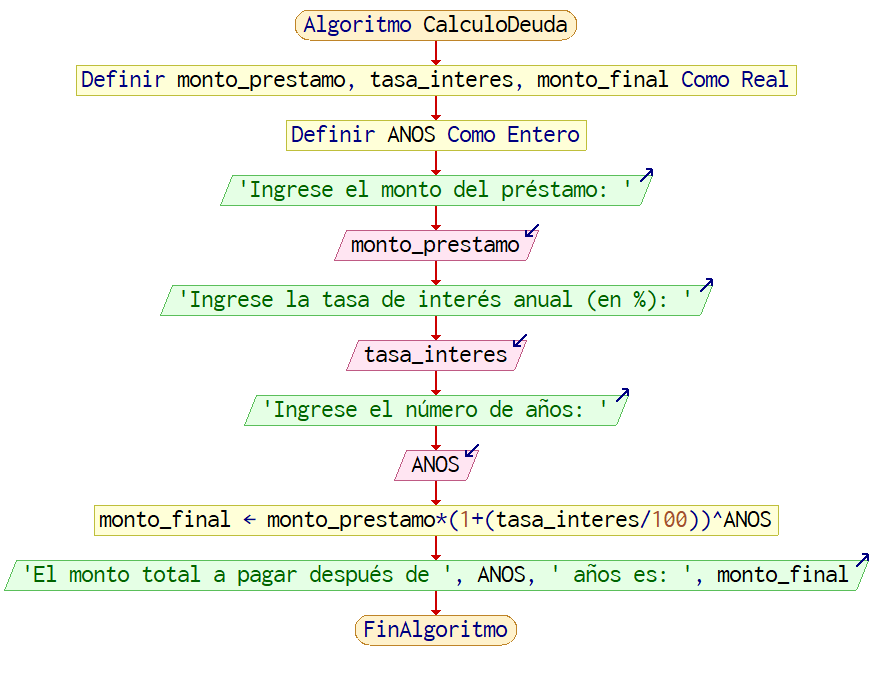 Algoritmo CalculoDeuda
Definir monto_prestamo, tasa_interes, monto_final Como Real
Definir ANOS Como Entero
'Ingrese el monto del préstamo: '
monto_prestamo
'Ingrese la tasa de interés anual (en %): '
tasa_interes
'Ingrese el número de años: '
ANOS
monto_final ← monto_prestamo*(1+(tasa_interes/100))^ANOS
'El monto total a pagar después de ', ANOS, ' años es: ', monto_final
FinAlgoritmo